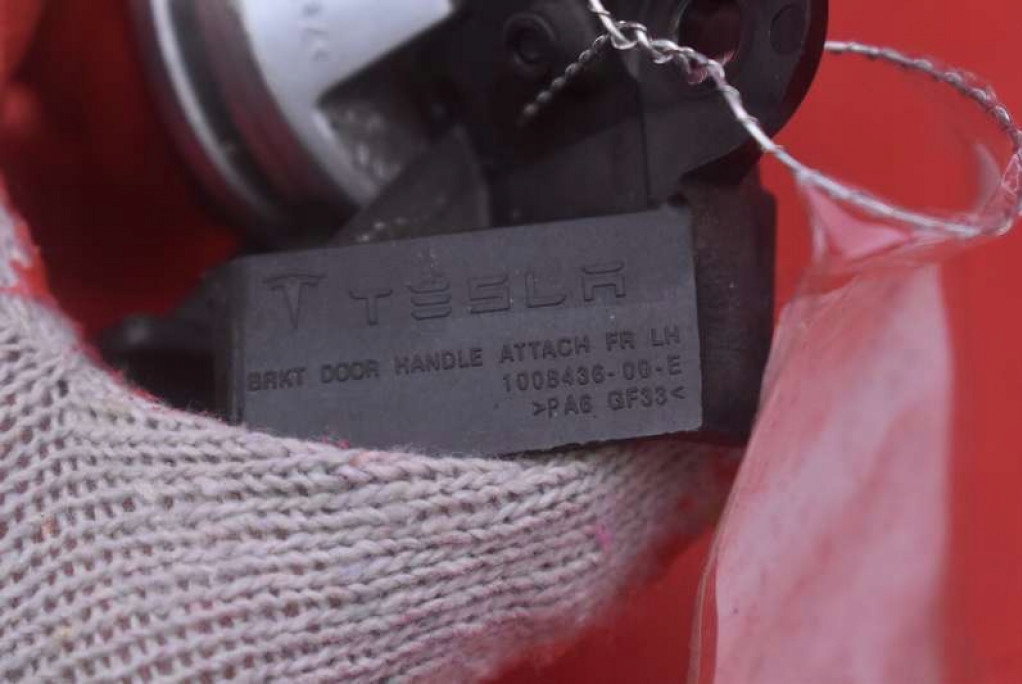 TESLA
BRKT DOOR HANDLE ATTACH FR LH
1008436-00-E
>PA6 GF33<